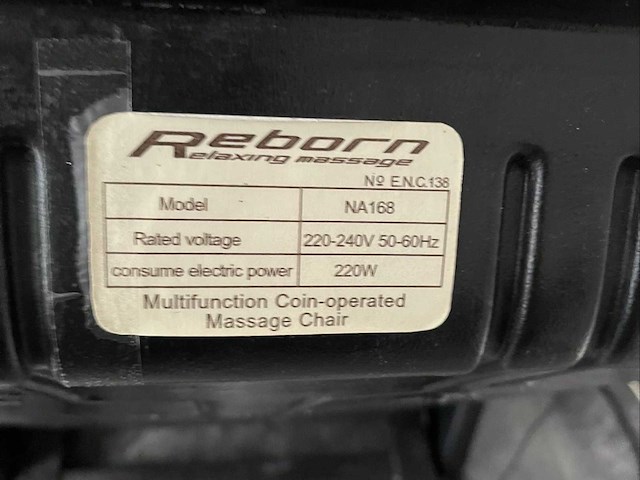 Reborn
Relaxing massage
Nº E.N.C.138
Model NA168
Rated voltage 220-240V 50-60Hz
consume electric power 220W
Multifunction Coin-operated
Massage Chair